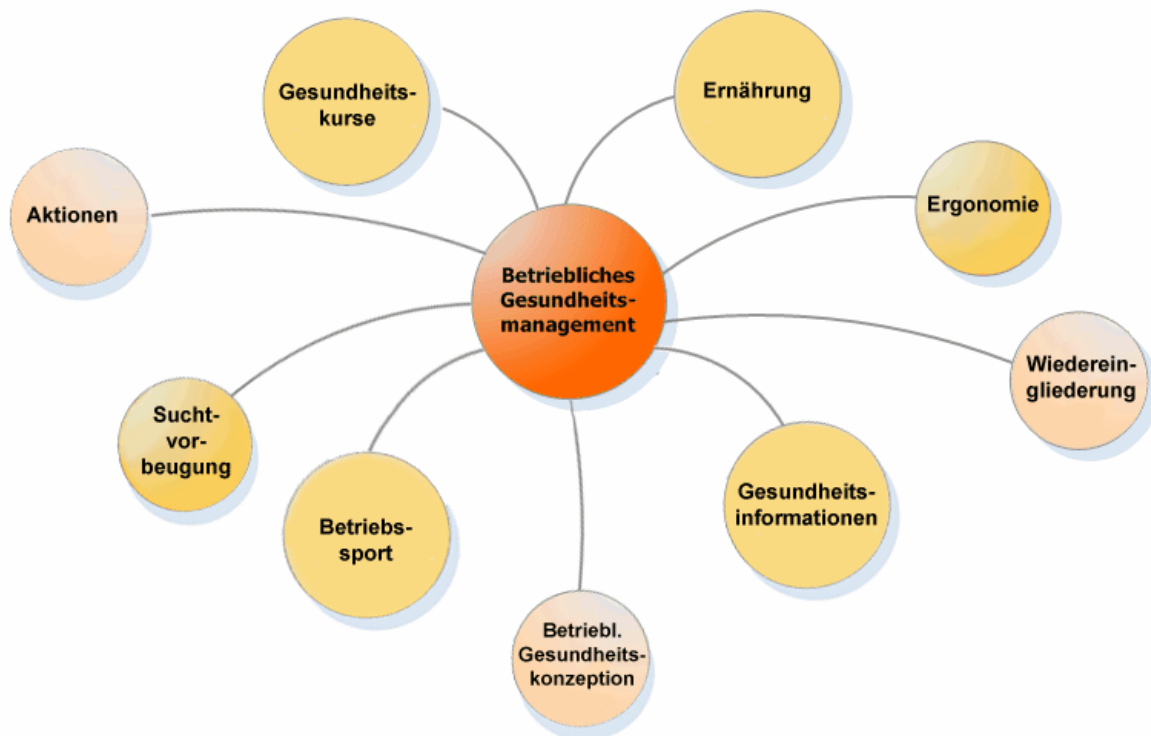 Gesundheits-
kurse
Ernährung
Aktionen
Ergonomie
Betriebliches
Gesundheits-
management
Wiederein-
gliederung
Sucht-
vor-
beugung
Gesundheits-
informationen
Betriebs-
sport
Betriebl.
Gesundheits-
konzeption